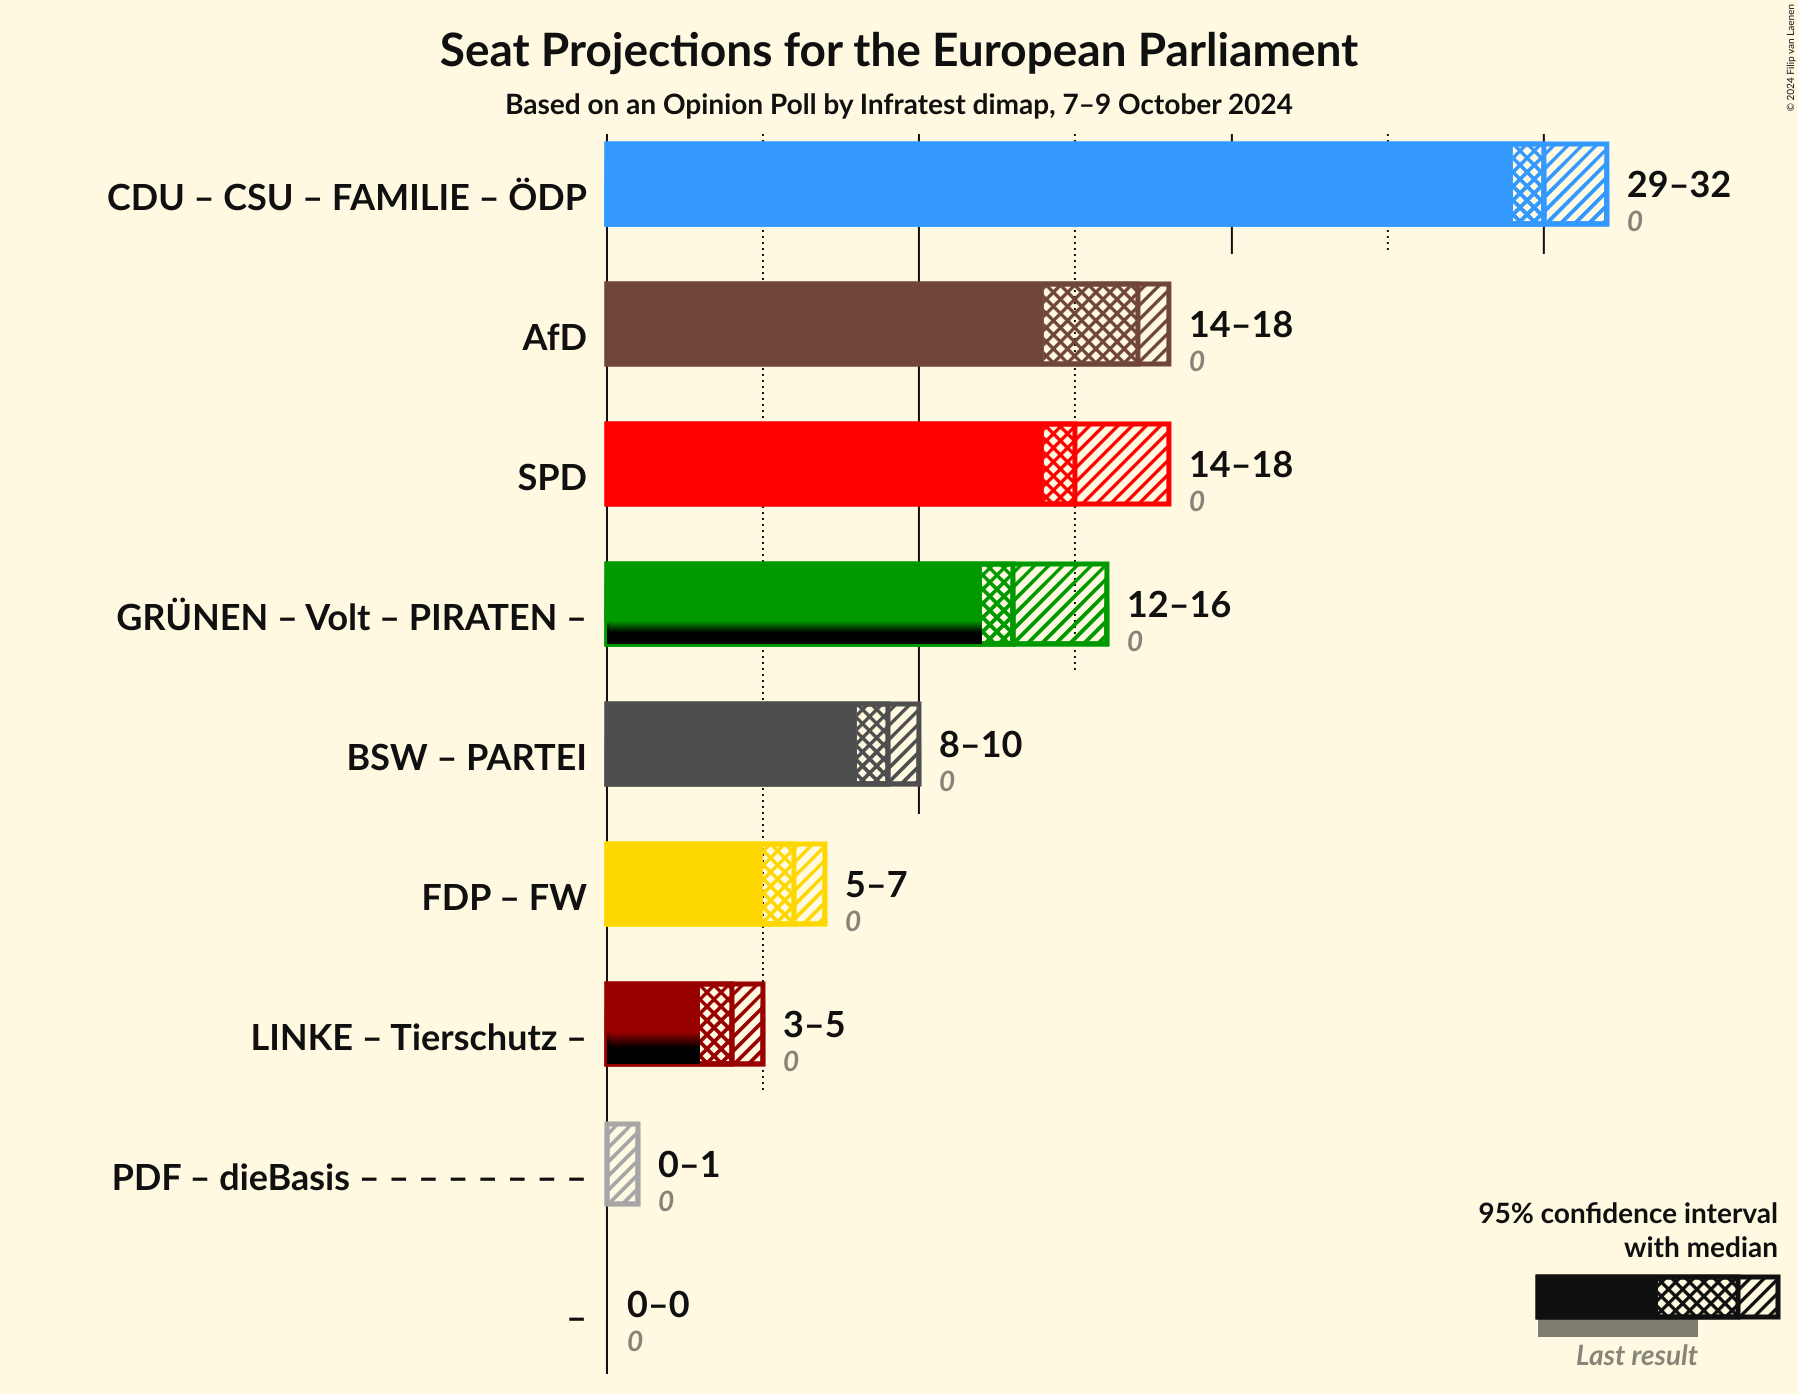 Seat Projections for the European Parliament
Based on an Opinion Poll by Infratest dimap, 7–9 October 2024
© 2024 Filip van Laenen
CDU – CSU – FAMILIE – ÖDP
29–32
0
AfD
14–18
0
SPD
14–18
0
GRÜNEN – Volt – PIRATEN –
12–16
0
BSW – PARTEI
8–10
0
FDP – FW
5–7
0
LINKE – Tierschutz –
3–5
0
PDF – dieBasis – – – – – – – –
0–1
0
–
0–0
0
95% confidence interval
with median
Last result